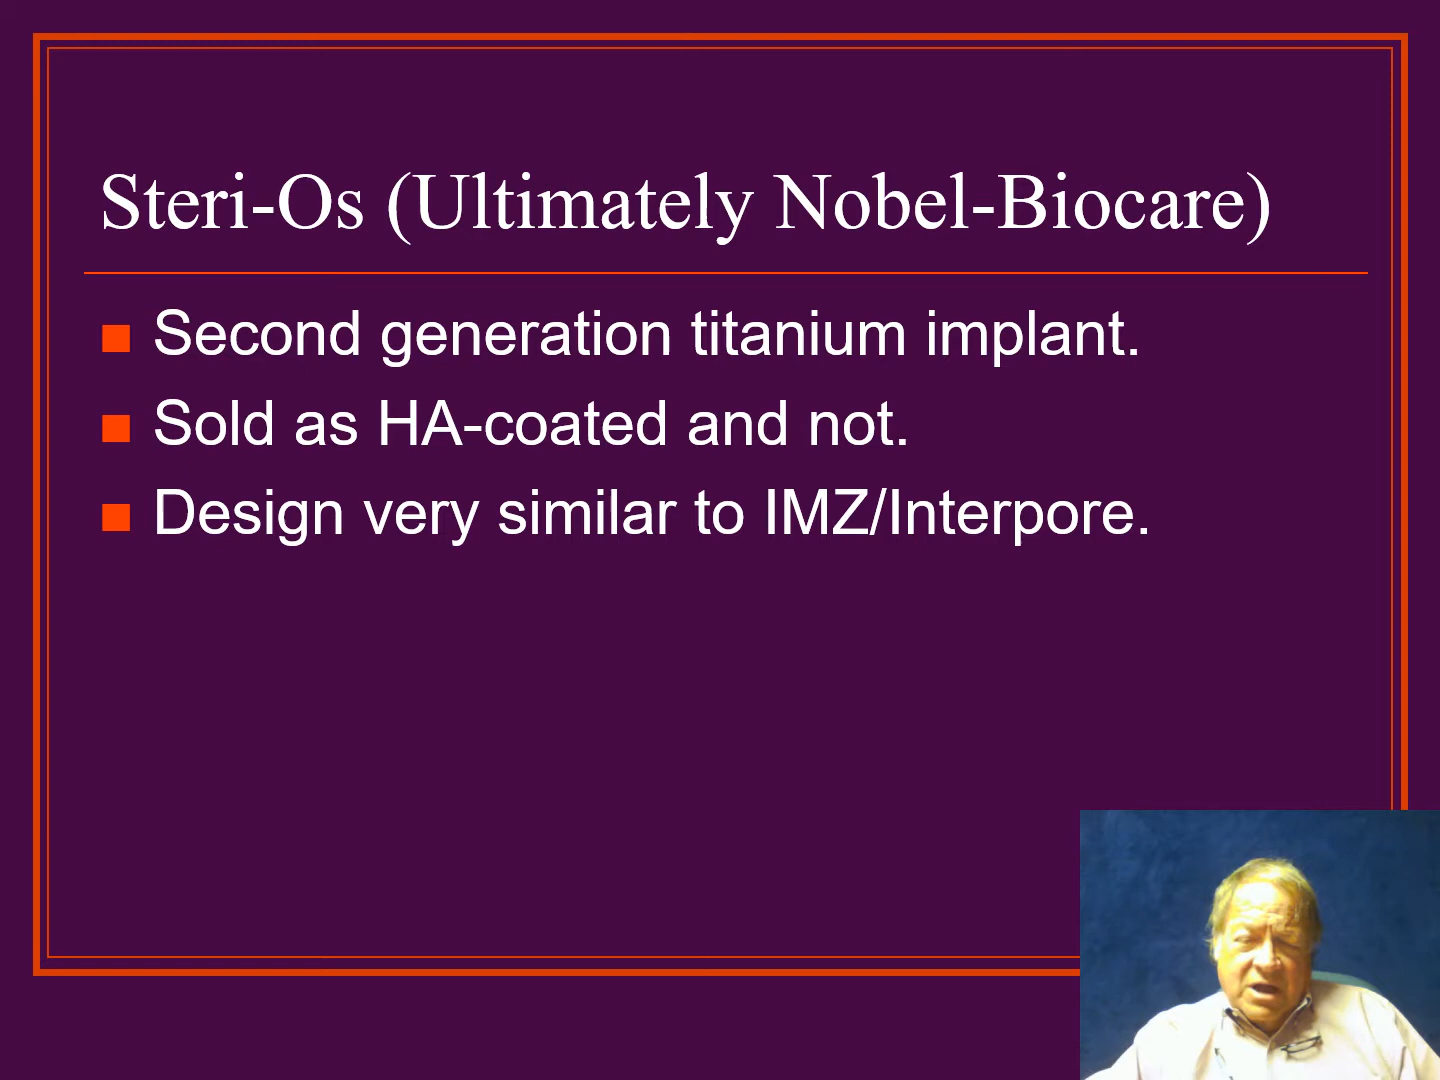 Steri-Os (Ultimately Nobel-Biocare)
Second generation titanium implant.
Sold as HA-coated and not.
Design very similar to IMZ/Interpore.